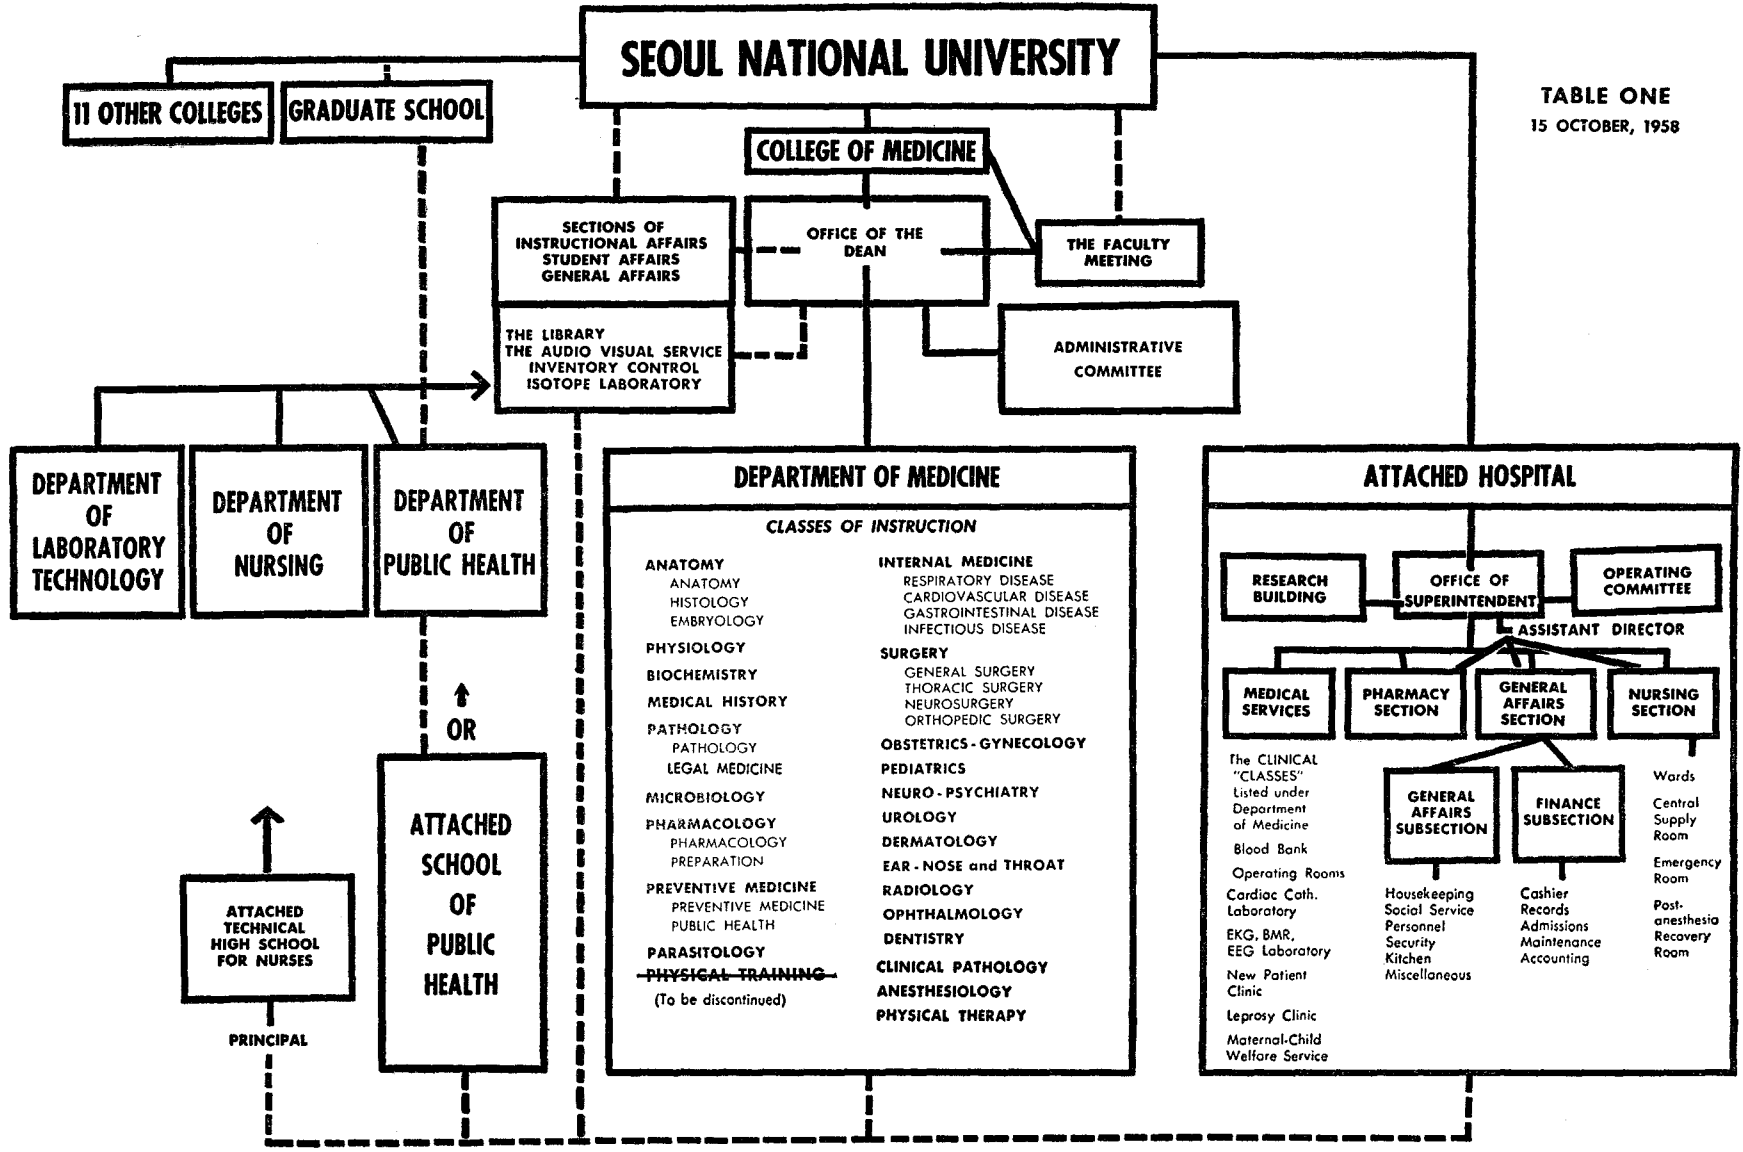 SEOUL NATIONAL UNIVERSITY
11 OTHER COLLEGES
GRADUATE SCHOOL
TABLE ONE
15 OCTOBER, 1958
COLLEGE OF MEDICINE
SECTIONS OF
INSTRUCTIONAL AFFAIRS
STUDENT AFFAIRS
GENERAL AFFAIRS
OFFICE OF THE
DEAN
THE FACULTY
MEETING
THE LIBRARY
THE AUDIO VISUAL SERVICE
INVENTORY CONTROL
ISOTOPE LABORATORY
ADMINISTRATIVE
COMMITTEE
DEPARTMENT
OF
LABORATORY
TECHNOLOGY
DEPARTMENT
OF
NURSING
DEPARTMENT
OF
PUBLIC HEALTH
OR
ATTACHED
SCHOOL
OF
PUBLIC
HEALTH
ATTACHED
TECHNICAL
HIGH SCHOOL
FOR NURSES
PRINCIPAL
DEPARTMENT OF MEDICINE
CLASSES OF INSTRUCTION
ANATOMY
ANATOMY
HISTOLOGY
EMBRYOLOGY
PHYSIOLOGY
BIOCHEMISTRY
MEDICAL HISTORY
PATHOLOGY
PATHOLOGY
LEGAL MEDICINE
MICROBIOLOGY
PHARMACOLOGY
PHARMACOLOGY
PREPARATION
PREVENTIVE MEDICINE
PREVENTIVE MEDICINE
PUBLIC HEALTH
PARASITOLOGY
PHYSICAL TRAINING
(To be discontinued)
INTERNAL MEDICINE
RESPIRATORY DISEASE
CARDIOVASCULAR DISEASE
GASTROINTESTINAL DISEASE
INFECTIOUS DISEASE
SURGERY
GENERAL SURGERY
THORACIC SURGERY
NEUROSURGERY
ORTHOPEDIC SURGERY
OBSTETRICS - GYNECOLOGY
PEDIATRICS
NEURO - PSYCHIATRY
UROLOGY
DERMATOLOGY
EAR - NOSE and THROAT
RADIOLOGY
OPHTHALMOLOGY
DENTISTRY
CLINICAL PATHOLOGY
ANESTHESIOLOGY
PHYSICAL THERAPY
ATTACHED HOSPITAL
RESEARCH
BUILDING
OFFICE OF
SUPERINTENDENT
OPERATING
COMMITTEE
ASSISTANT DIRECTOR
MEDICAL
SERVICES
PHARMACY
SECTION
GENERAL
AFFAIRS
SECTION
NURSING
SECTION
The CLINICAL
"CLASSES"
Listed under
Department
of Medicine
Blood Bank
Operating Rooms
Cardiac Cath.
Laboratory
EKG, BMR,
EEG Laboratory
New Patient
Clinic
Leprosy Clinic
Maternal-Child
Welfare Service
GENERAL
AFFAIRS
SUBSECTION
Housekeeping
Social Service
Personnel
Security
Kitchen
Miscellaneous
FINANCE
SUBSECTION
Cashier
Records
Admissions
Maintenance
Accounting
Wards
Central
Supply
Room
Emergency
Room
Post-
anesthesia
Recovery
Room